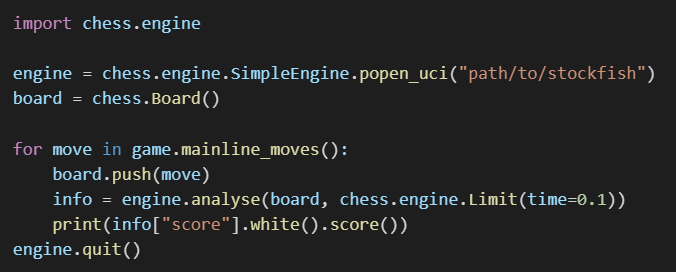 import chess.engine

engine = chess.engine.SimpleEngine.popen_uci("path/to/stockfish")
board = chess.Board()

for move in game.mainline_moves():
    board.push(move)
    info = engine.analyse(board, chess.engine.Limit(time=0.1))
    print(info["score"].white().score())
engine.quit()